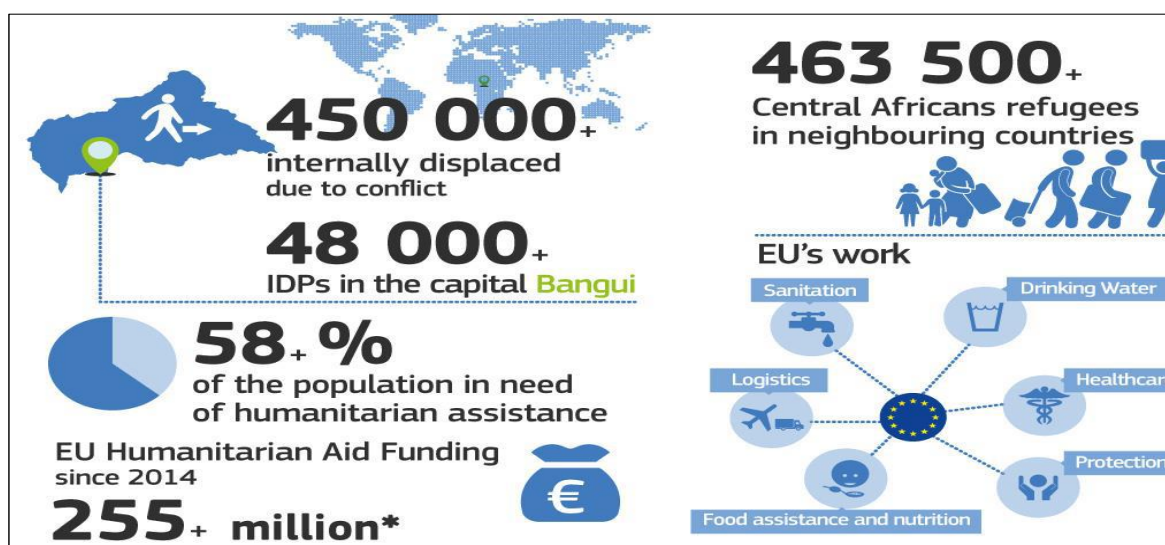 450 000+
internally displaced
due to conflict
48 000+
IDPs in the capital Bangui
58+ %
of the population in need
of humanitarian assistance
EU Humanitarian Aid Funding
since 2014
255+ million*
€
463 500+
Central Africans refugees
in neighbouring countries
EU's work
Sanitation
Drinking Water
Logistics
Healthcar
Protection
Food assistance and nutrition